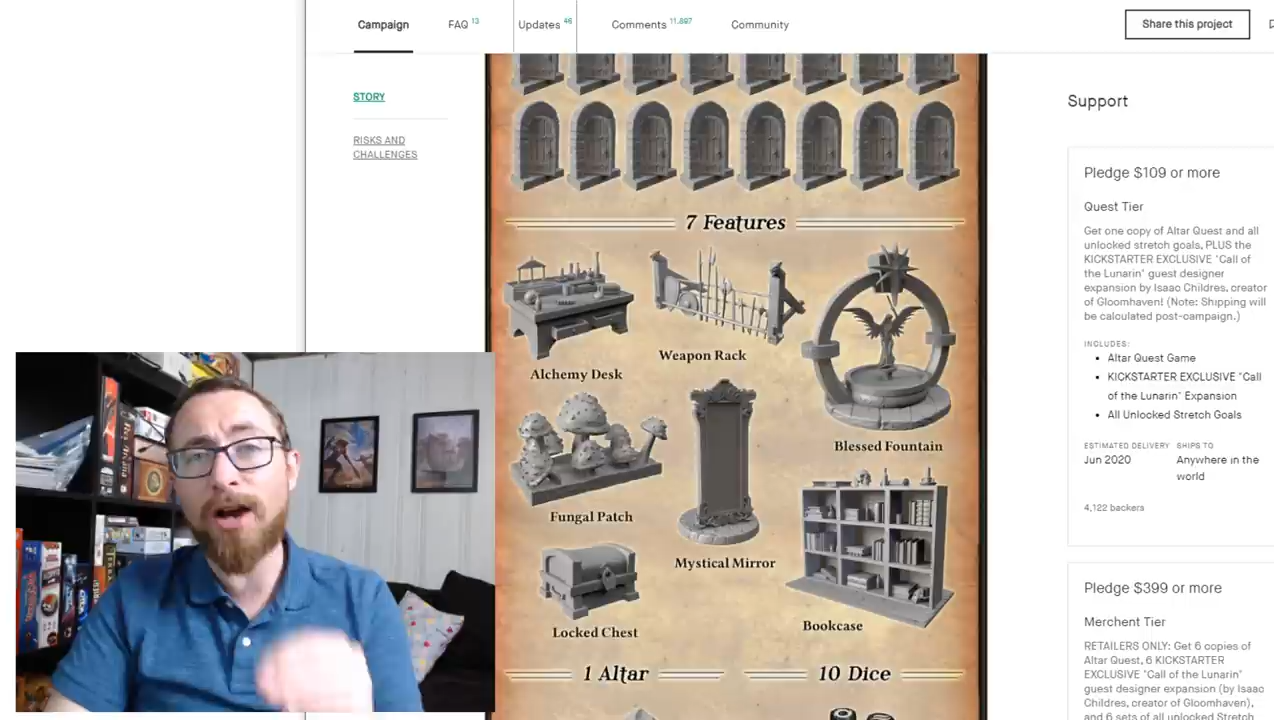 Campaign
FAQ 13
Updates 46
Comments 11,897
Community
Share this project
STORY
RISKS AND
CHALLENGES
7 Features
Alchemy Desk
Weapon Rack
Blessed Fountain
Fungal Patch
Mystical Mirror
Locked Chest
Bookcase
1 Altar
10 Dice
Support
Pledge $109 or more
Quest Tier
Get one copy of Altar Quest and all
unlocked stretch goals, PLUS the
KICKSTARTER EXCLUSIVE "Call of
the Lunarin" guest designer
expansion by Isaac Childres, creator
of Gloomhaven! (Note: Shipping will
be calculated post-campaign.)
INCLUDES:
• Altar Quest Game
• KICKSTARTER EXCLUSIVE "Call
of the Lunarin" Expansion
• All Unlocked Stretch Goals
ESTIMATED DELIVERY
Jun 2020
SHIPS TO
Anywhere in the
world
4,122 backers
Pledge $399 or more
Merchent Tier
RETAILERS ONLY: Get 6 copies of
Altar Quest, 6 KICKSTARTER
EXCLUSIVE "Call of the Lunarin"
guest designer expansion (by Isaac
Childres, creator of Gloomhaven),
and 6 sets of all unlocked Stretch